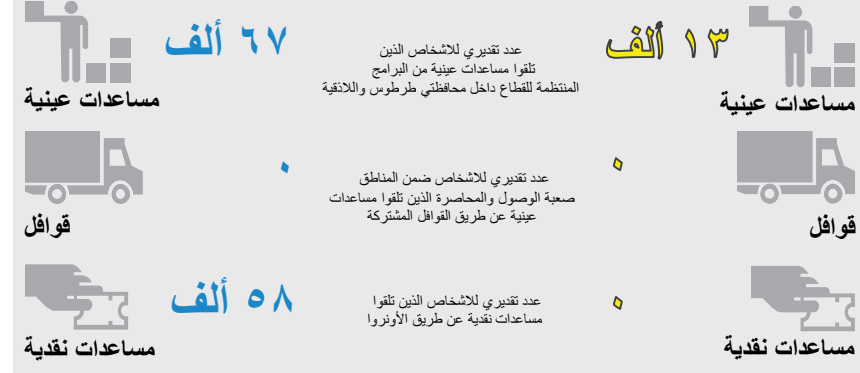 ١٣ ألف
مساعدات عينية
عدد تقديري للاشخاص الذين
تلقوا مساعدات عينية من البرامج
المنتظمة للقطاع داخل محافظتي طرطوس واللاذقية
٦٧ ألف
مساعدات عينية
٠
قوافل
عدد تقديري للاشخاص ضمن المناطق
صعبة الوصول والمحاصرة الذين تلقوا مساعدات
عينية عن طريق القوافل المشتركة
٠
قوافل
٠
مساعدات نقدية
عدد تقديري للاشخاص الذين تلقوا
مساعدات نقدية عن طريق الأونروا
٥٨ ألف
مساعدات نقدية